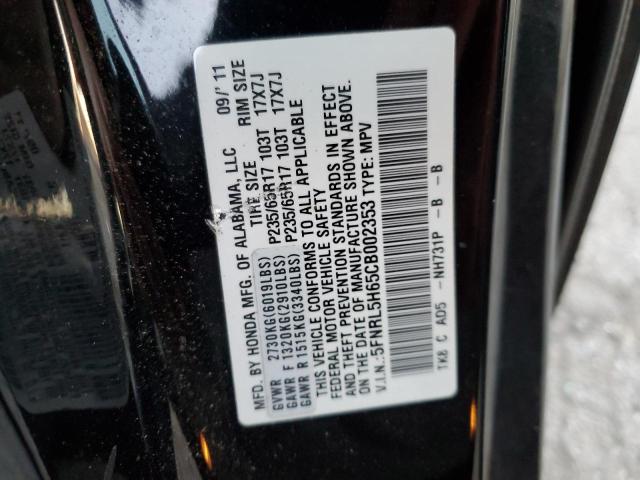 MFD. BY HONDA MFG. OF ALABAMA, LLC 09/' 11
TIRE SIZE RIM SIZE
GVWR 2730KG(6019LBS)
GAWR F 1320KG(2910LBS) P235/65R17 103T 17X7J
GAWR R 1515KG(3340LBS) P235/65R17 103T 17X7J
THIS VEHICLE CONFORMS TO ALL APPLICABLE
FEDERAL MOTOR VEHICLE SAFETY
AND THEFT PREVENTION STANDARDS IN EFFECT
ON THE DATE OF MANUFACTURE SHOWN ABOVE.
V.I.N.:5FNRL5H65CB002353 TYPE: MPV
TK8 C AD5 -NH731P -B -B